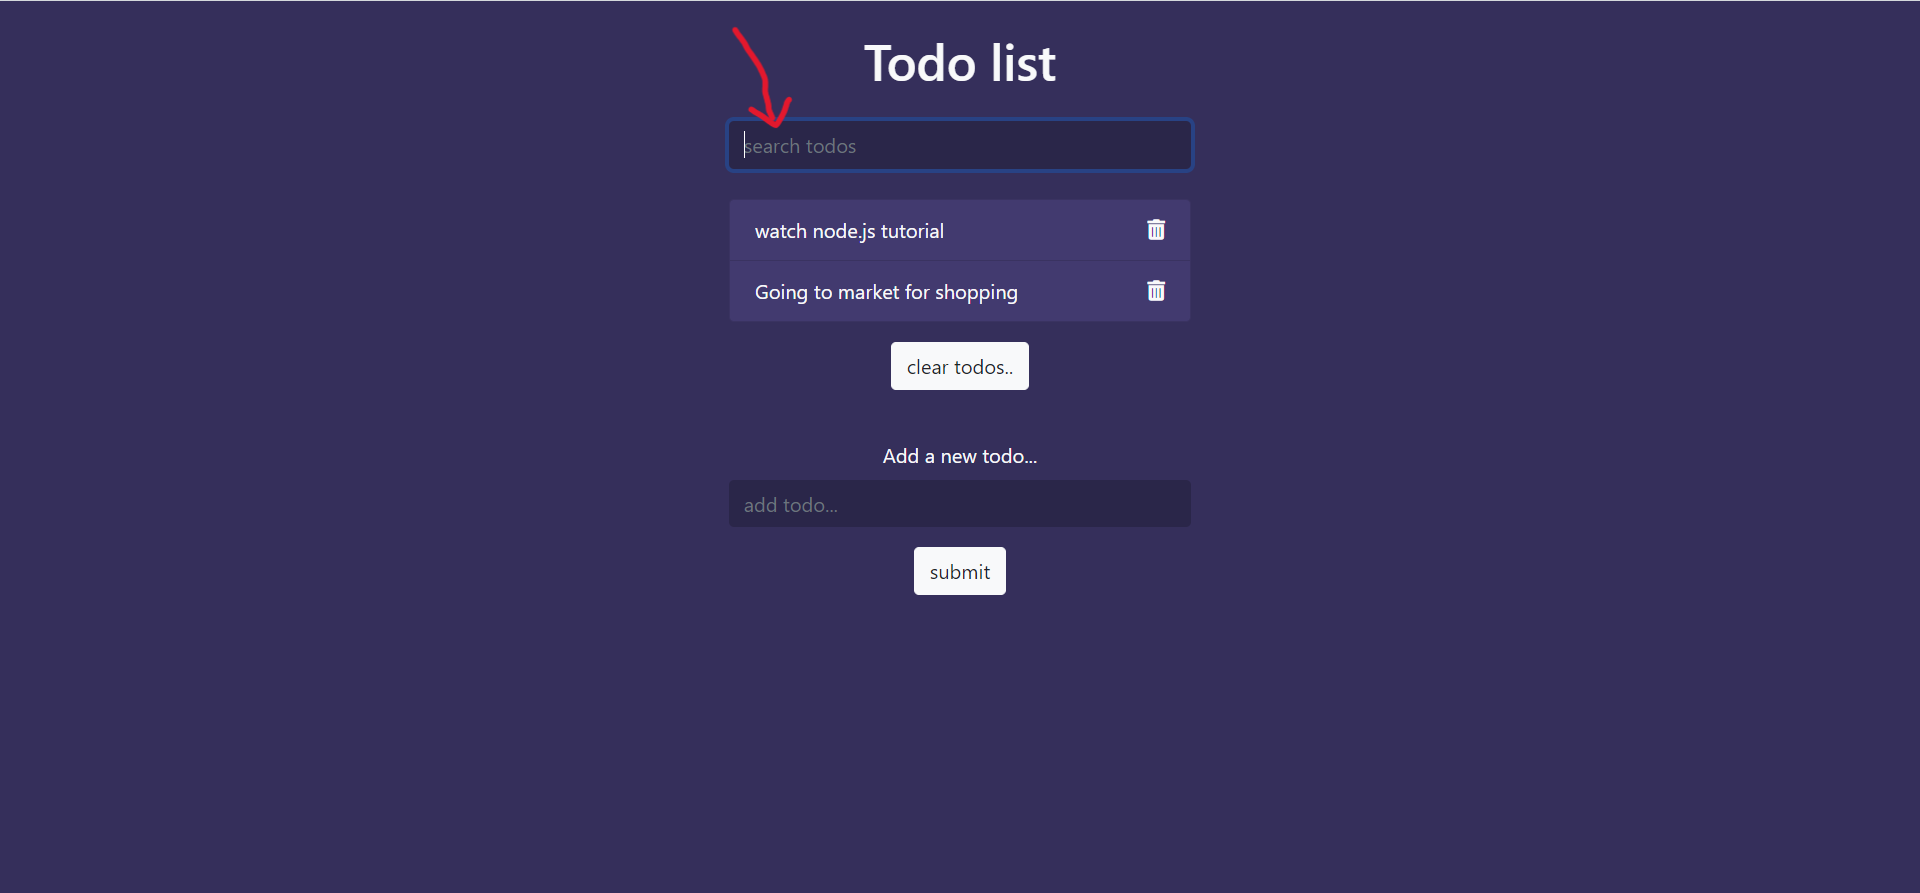 Todo list
search todos
watch node.js tutorial
Going to market for shopping
clear todos..
Add a new todo...
add todo...
submit